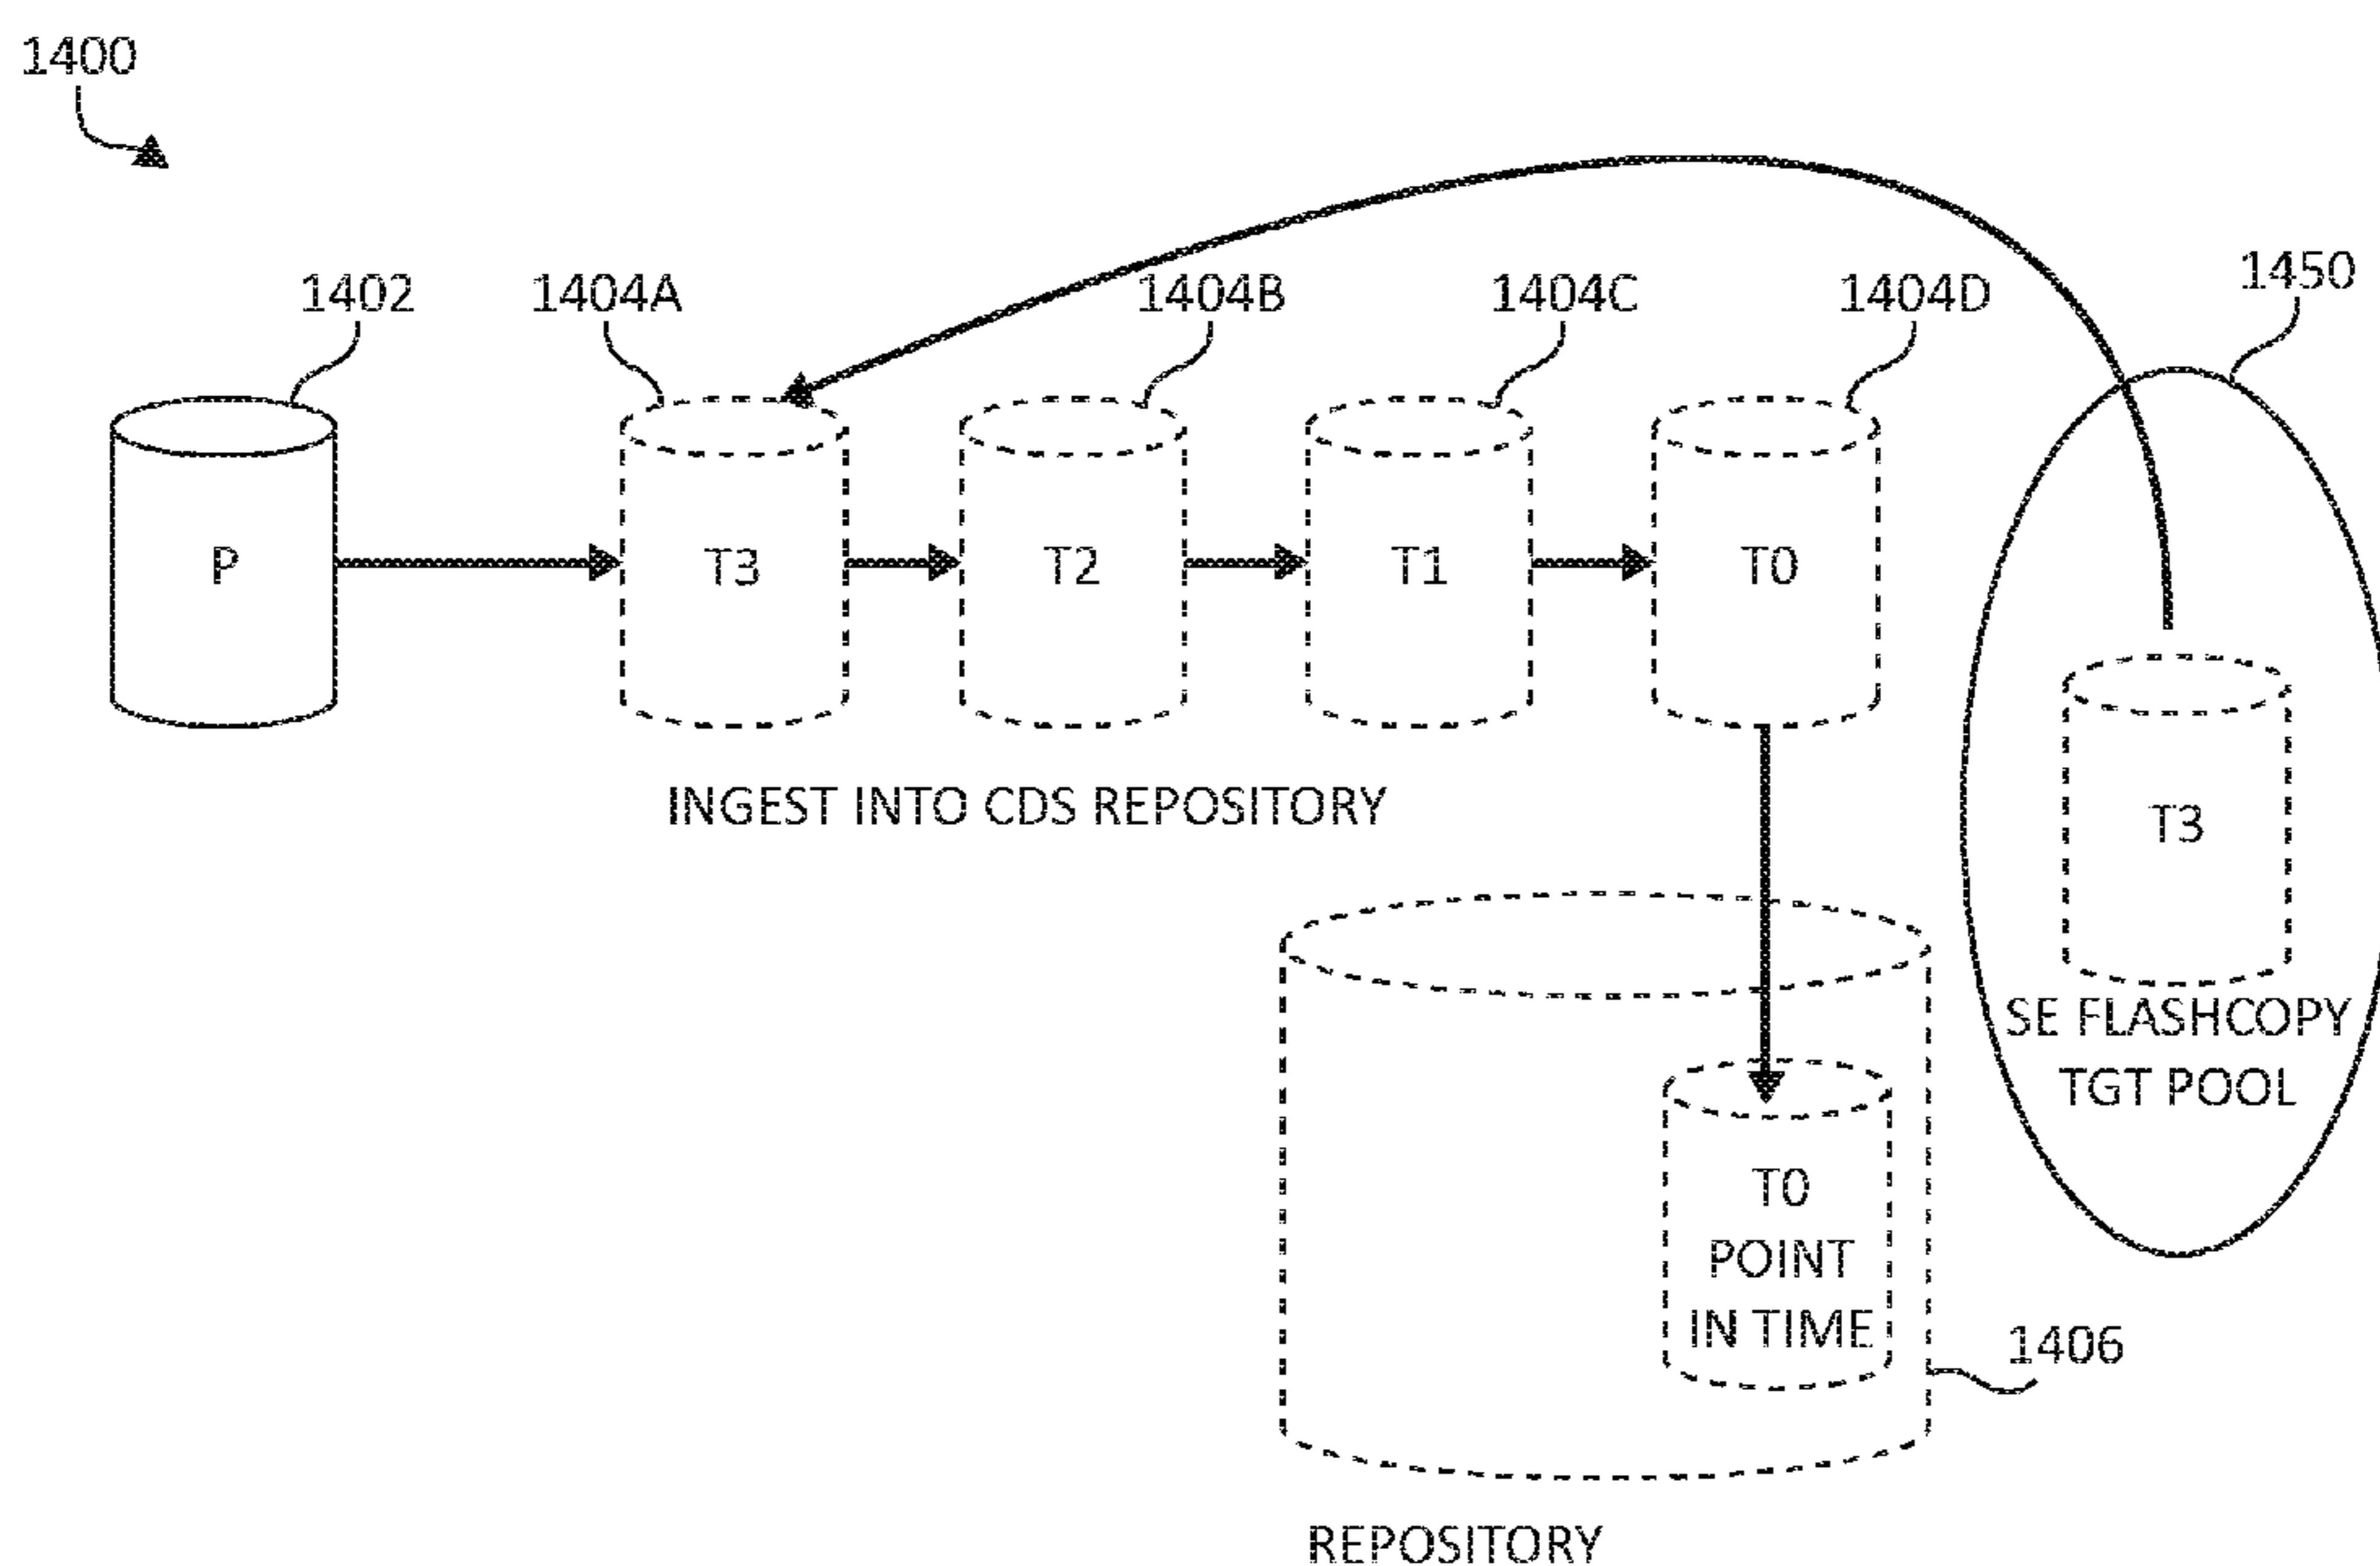 1400
1402
1404A
1404B
1404C
1404D
1450
P
T3
T2
T1
T0
INGEST INTO CDS REPOSITORY
T3
SE FLASHCOPY
TGT POOL
T0
POINT
IN TIME
1406
REPOSITORY